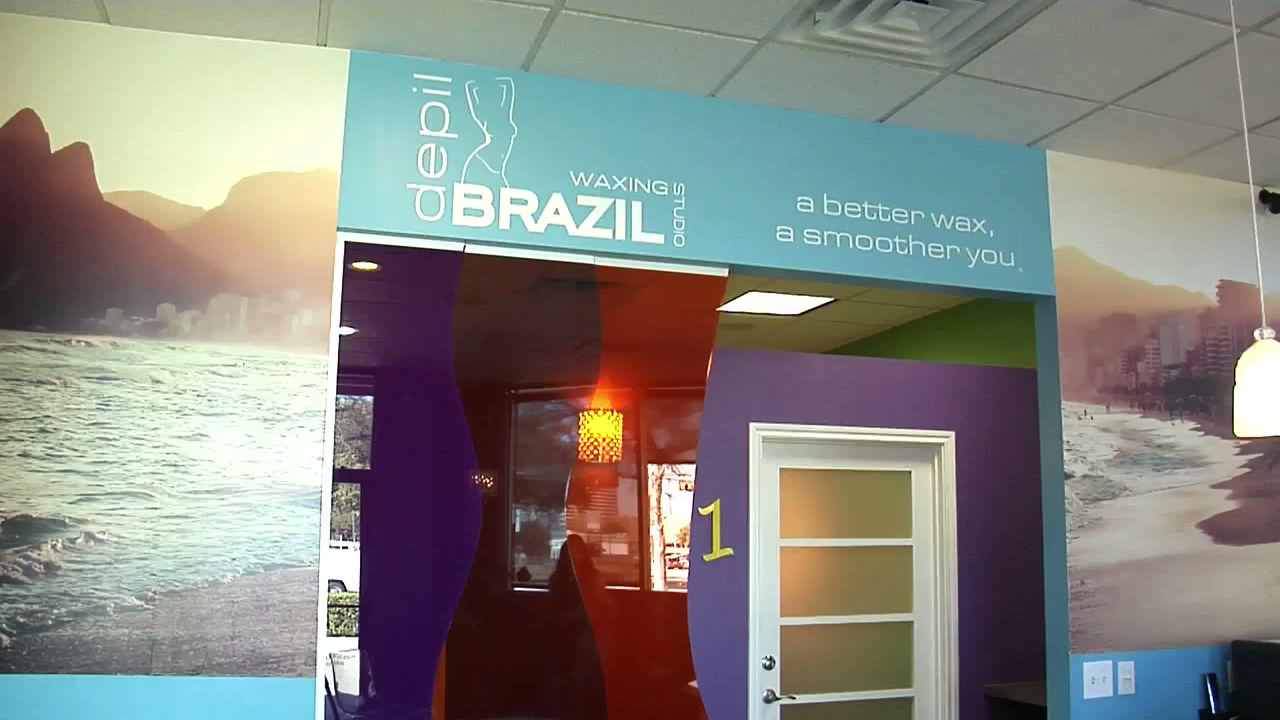 depil
BRAZIL
WAXING
STUDIO
a better wax,
a smoother you.
1